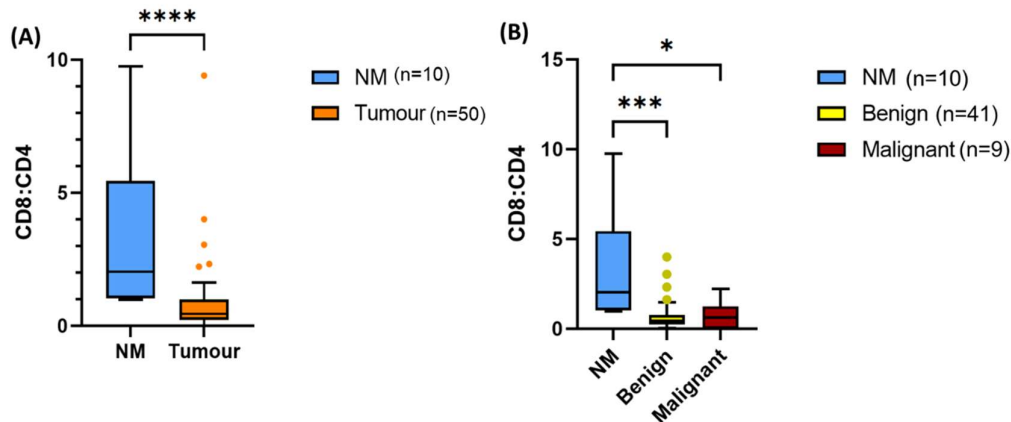 (A)
****
10
5
0
CD8:CD4
NM
Tumour
NM (n=10)
Tumour (n=50)
(B)
*
***
15
10
5
0
CD8:CD4
NM
Benign
Malignant
NM (n=10)
Benign (n=41)
Malignant (n=9)